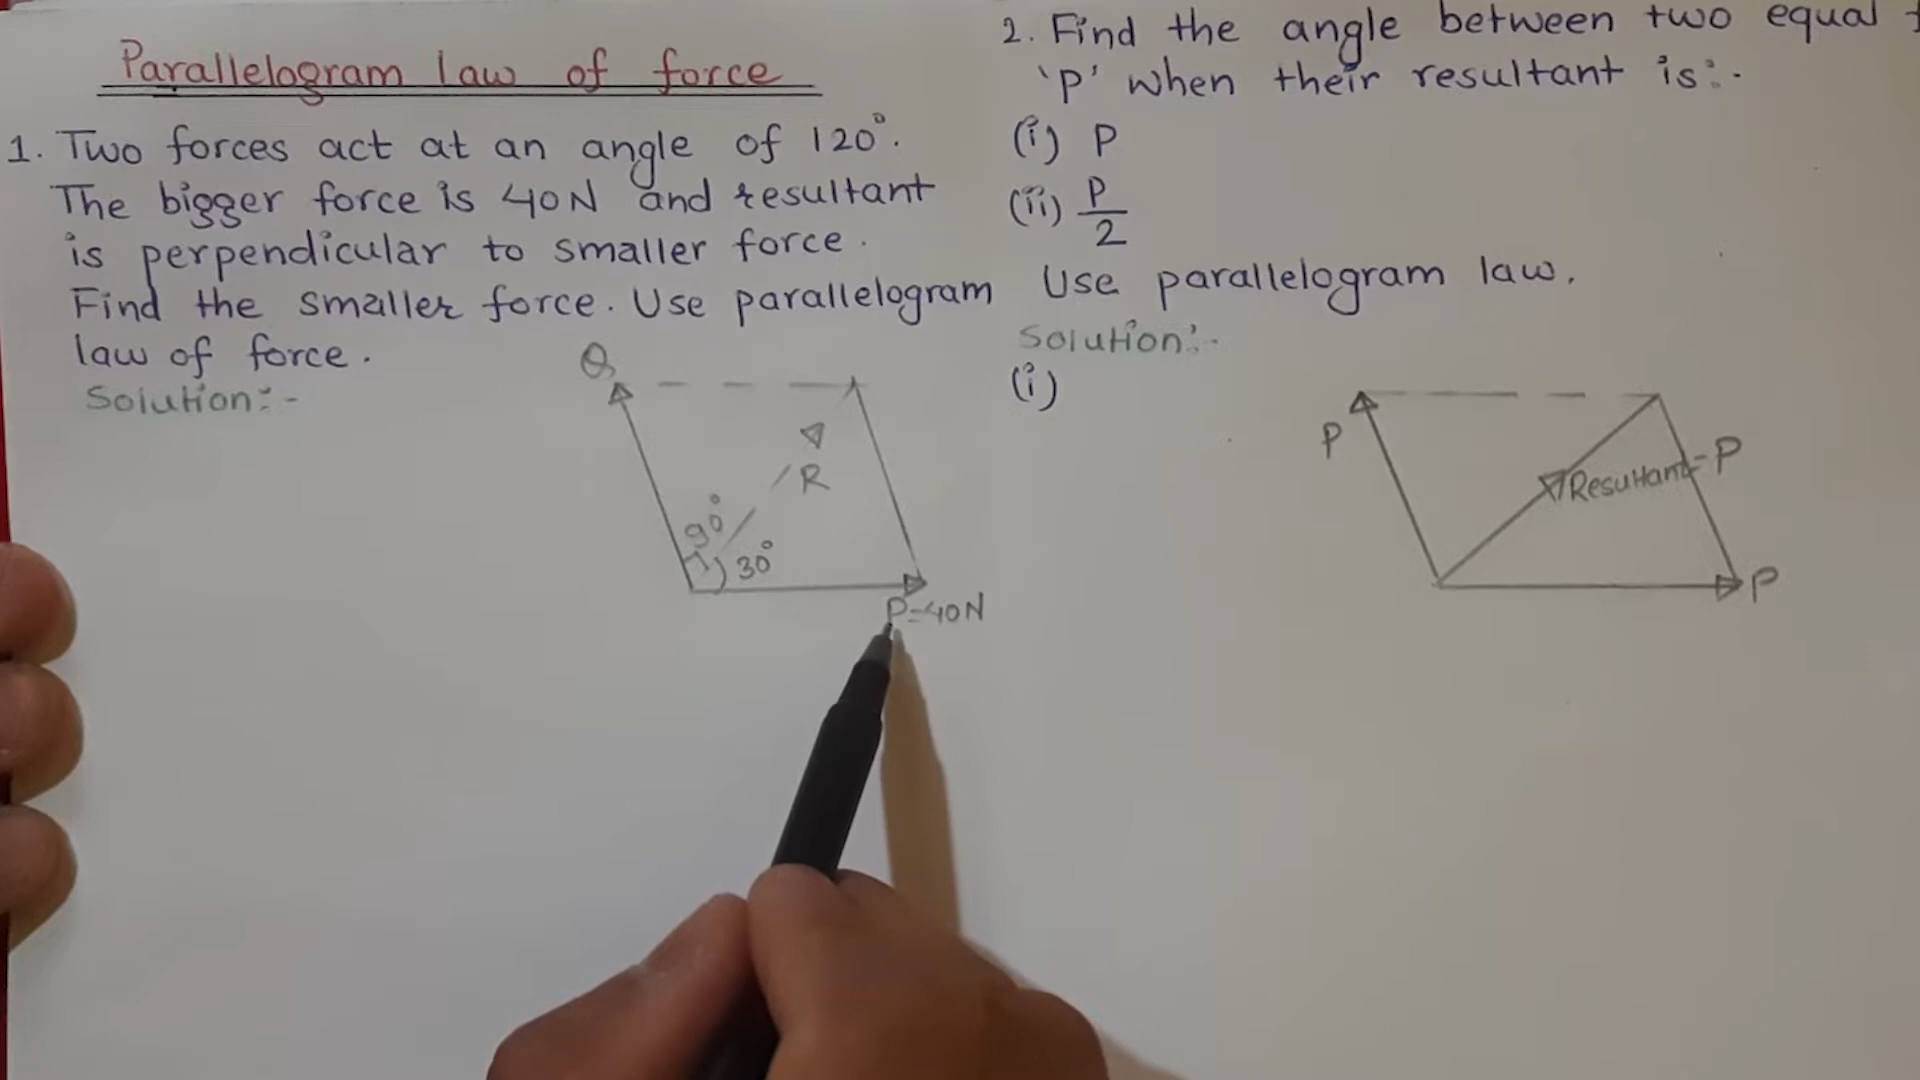 Parallelogram law of force
1. Two forces act at an angle of 120°.
The bigger force is 40N and resultant
is perpendicular to smaller force.
Find the smaller force. Use parallelogram
law of force.
Solution:-
Q
R
90°
30°
P=40N
2. Find the angle between two equal
'P' when their resultant is:-
(i) P
(ii) P/2
Use parallelogram law.
Solution:-
(i)
P
Resultant=P
P